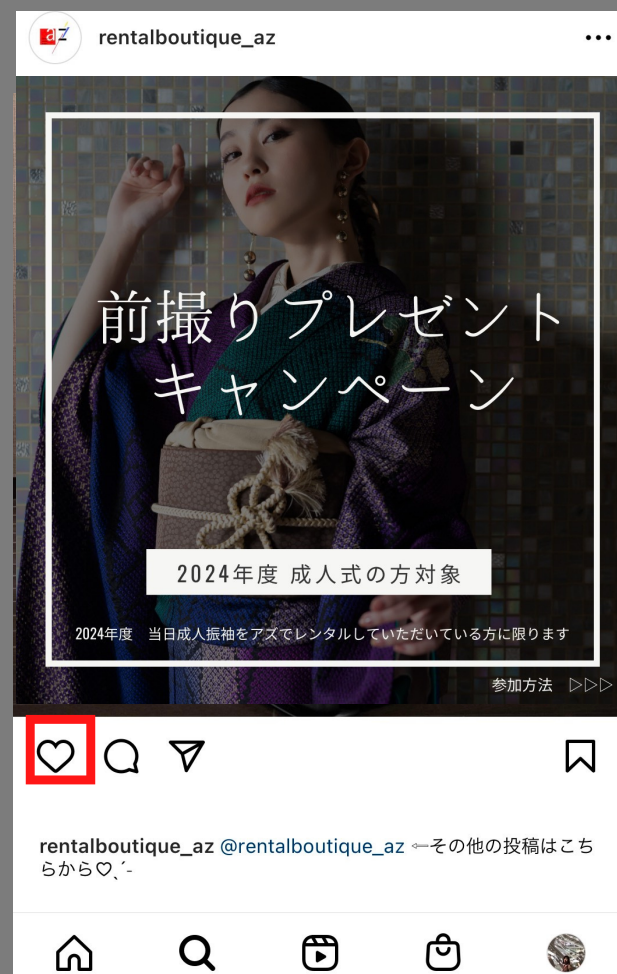 az
rentalboutique_az
前撮りプレゼント
キャンペーン
2024年度 成人式の方対象
2024年度 当日成人振袖をアズでレンタルしていただいている方に限ります
参加方法 ▷▷▷
rentalboutique_az @rentalboutique_az ⇐その他の投稿はこち
らから♡ˎˊ˗